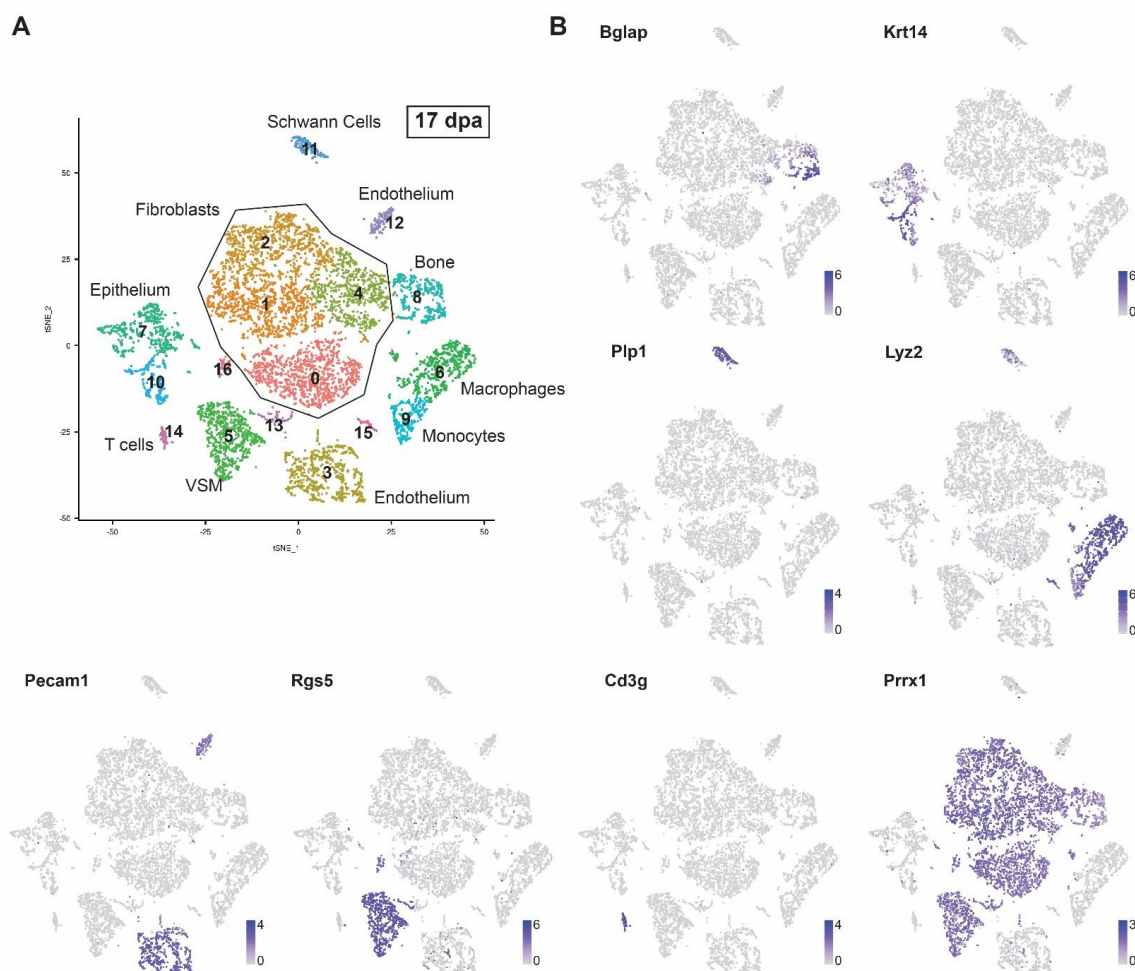 A
17 dpa
Schwann Cells
11
Endothelium
12
Fibroblasts
2
Bone
8
4
1
Epithelium
7
10
16
0
6
Macrophages
9
Monocytes
14
T cells
13
15
5
VSM
3
Endothelium
50
25
0
-25
-50
tSNE_2
-50
-25
0
25
50
tSNE_1
B
Bglap
6
0
Krt14
6
0
Plp1
4
0
Lyz2
6
0
Pecam1
4
0
Rgs5
6
0
Cd3g
4
0
Prrx1
3
0